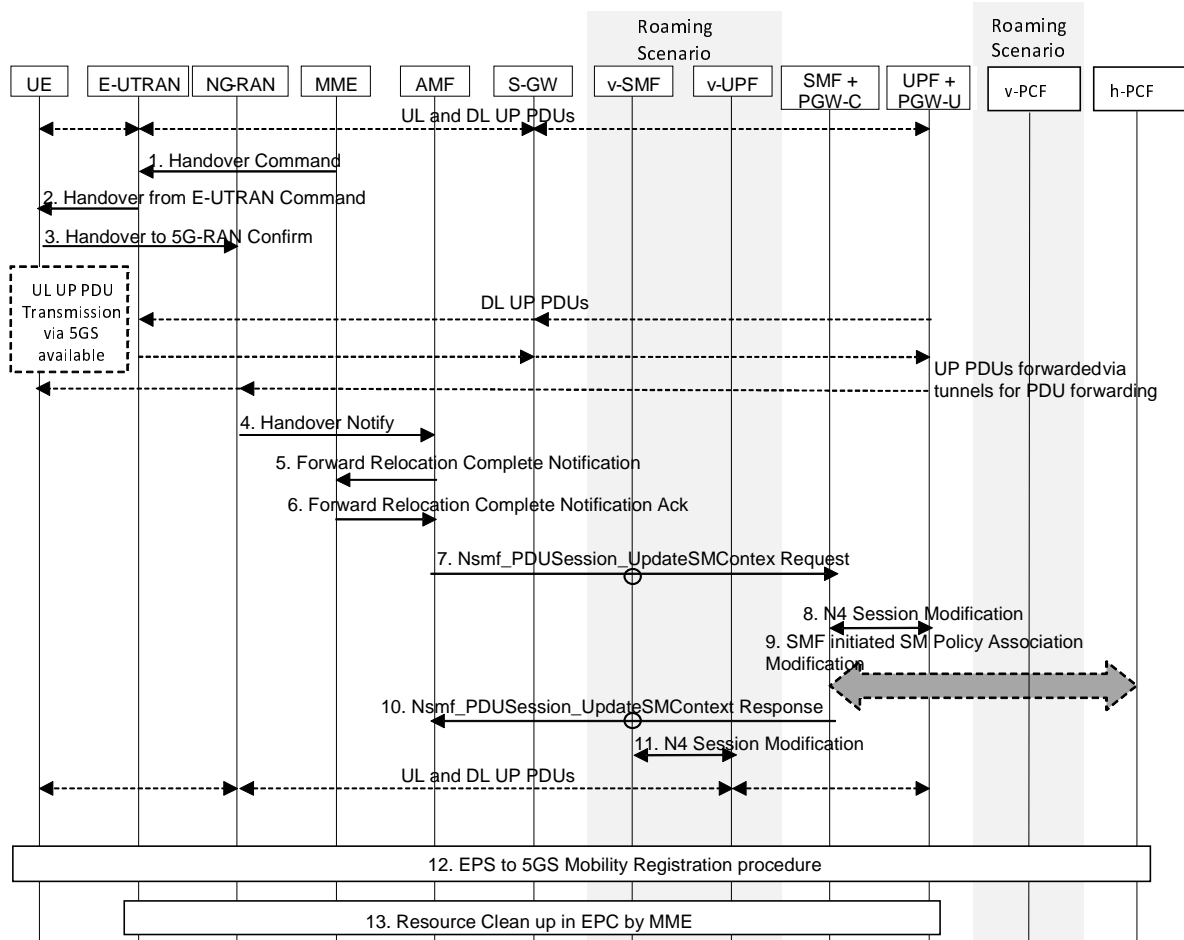 Roaming
Scenario
Roaming
Scenario
UE
E-UTRAN
NG-RAN
MME
AMF
S-GW
v-SMF
v-UPF
SMF +
PGW-C
UPF +
PGW-U
v-PCF
h-PCF
UL and DL UP PDUs
1. Handover Command
2. Handover from E-UTRAN Command
3. Handover to 5G-RAN Confirm
UL UP PDU
Transmission
via 5GS
available
DL UP PDUs
UP PDUs forwardedvia
tunnels for PDU forwarding
4. Handover Notify
5. Forward Relocation Complete Notification
6. Forward Relocation Complete Notification Ack
7. Nsmf_PDUSession_UpdateSMContex Request
8. N4 Session Modification
9. SMF initiated SM Policy Association
Modification
10. Nsmf_PDUSession_UpdateSMContext Response
11. N4 Session Modification
UL and DL UP PDUs
12. EPS to 5GS Mobility Registration procedure
13. Resource Clean up in EPC by MME